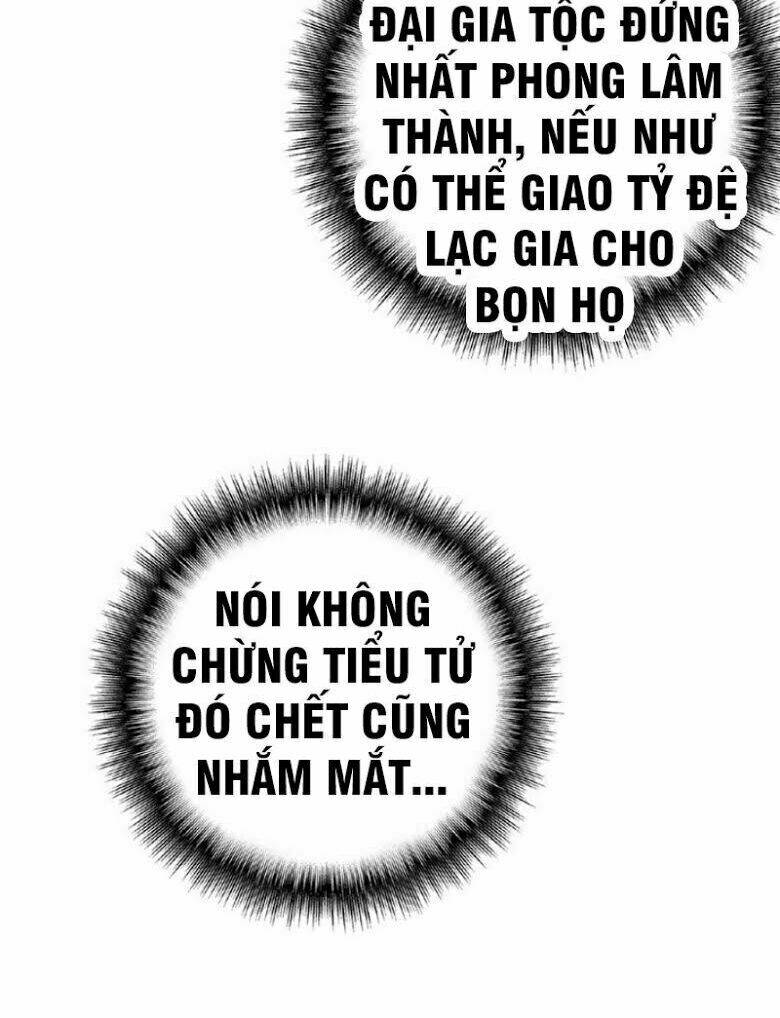 ĐẠI GIA TỘC ĐỨNG
NHẤT PHONG LÂM
THÀNH, NẾU NHƯ
CÓ THỂ GIAO TỶ ĐỆ
LẠC GIA CHO
BỌN HỌ
NÓI KHÔNG
CHỪNG TIỂU TỬ
ĐÓ CHẾT CŨNG
NHẮM MẮT...